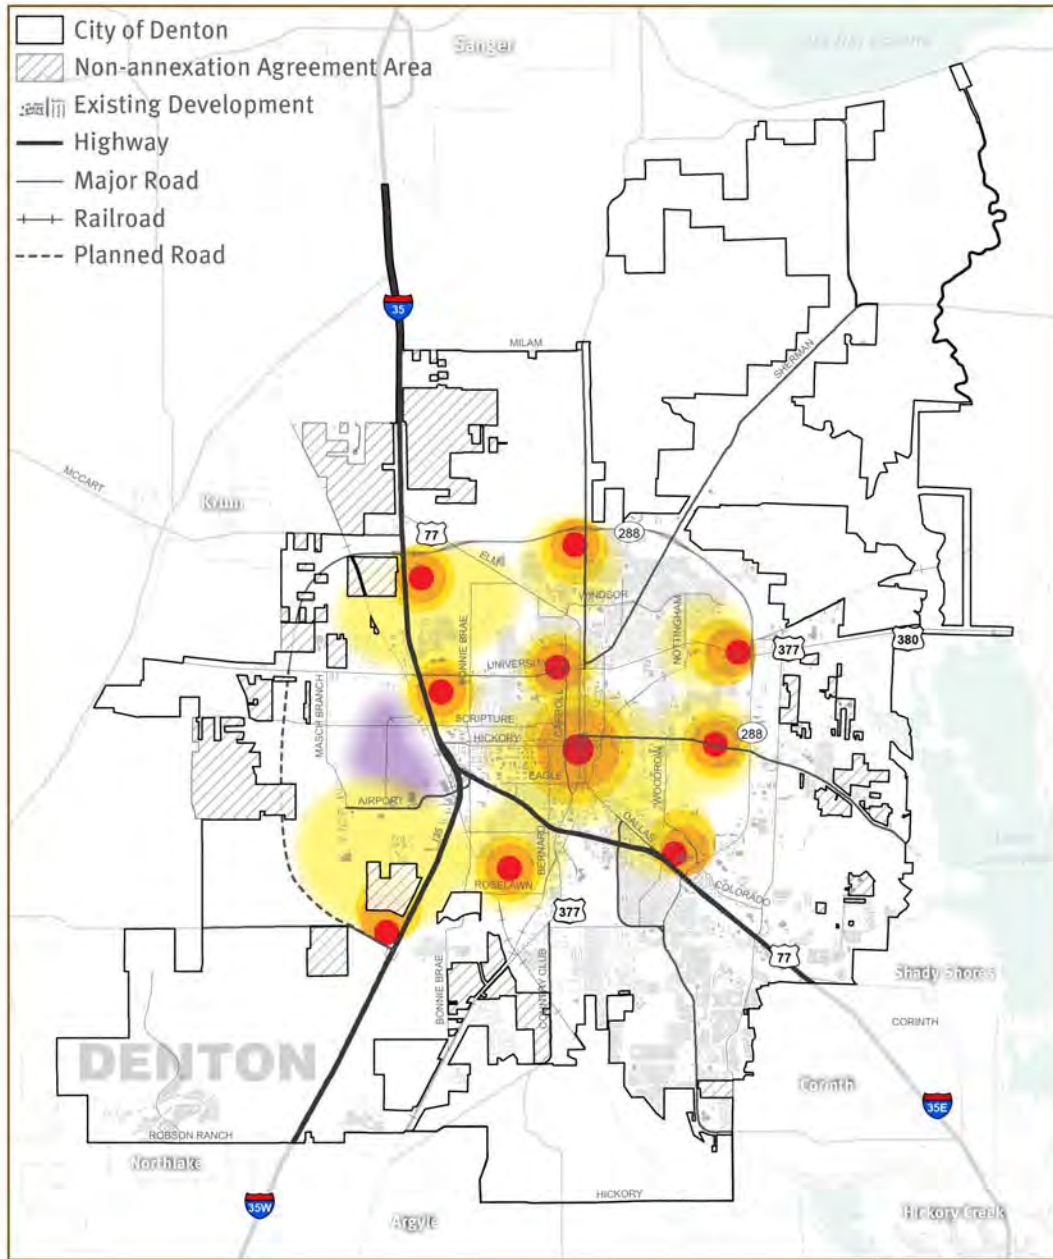 City of Denton
Non-annexation Agreement Area
Existing Development
Highway
Major Road
Railroad
Planned Road
Sanger
35
MILAM
SHERMAN
MCCART
Krum
77
288
ELM
WINDSOR
BONNIE BRAE
NOTTINGHAM
380
377
UNIVERSITY
MASCH BRANCH
SCRIPTURE
CARROLL
HICKORY
288
EAGLE
WOODROW
AIRPORT
I-35
DALLAS
BERNARD
ROSELAWN
COLORADO
377
77
BONNIE BRAE
COUNTRY CLUB
Shady Shores
CORINTH
DENTON
Corinth
35E
ROBSON RANCH
Northlake
HICKORY
35W
Argyle
Hickory Creek